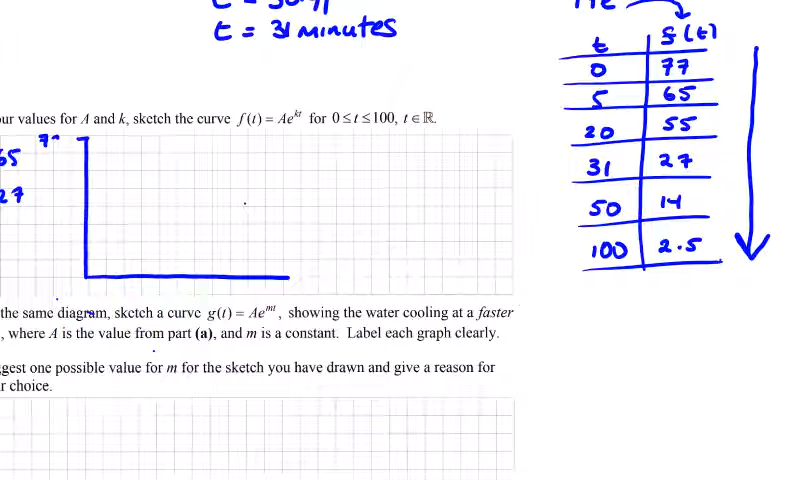 t = 31 minutes
t f(t)
0 77
5 65
20 55
31 27
50 14
100 2.5
our values for A and k, sketch the curve f(t) = Ae^{kt} for 0 ≤ t ≤ 100, t ∈ ℝ.
65
27
the same diagram, sketch a curve g(t) = Ae^{mt}, showing the water cooling at a faster
, where A is the value from part (a), and m is a constant. Label each graph clearly.
ggest one possible value for m for the sketch you have drawn and give a reason for
r choice.